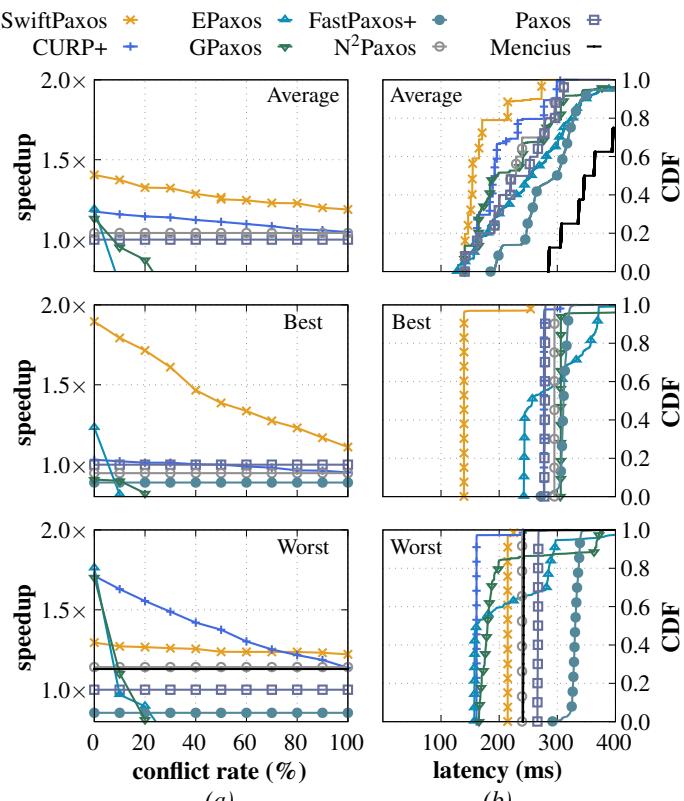 SwiftPaxos EPaxos FastPaxos+ Paxos
CURP+ GPaxos N²Paxos Mencius
2.0× Average Average 1.0
0.8
1.5× 0.6
0.4
1.0× 0.2
0.0
speedup CDF
2.0× Best Best 1.0
0.8
1.5× 0.6
0.4
1.0× 0.2
0.0
speedup CDF
2.0× Worst Worst 1.0
0.8
1.5× 0.6
0.4
1.0× 0.2
0.0
speedup CDF
0 20 40 60 80 100 100 200 300 400
conflict rate (%) latency (ms)
(a) (b)